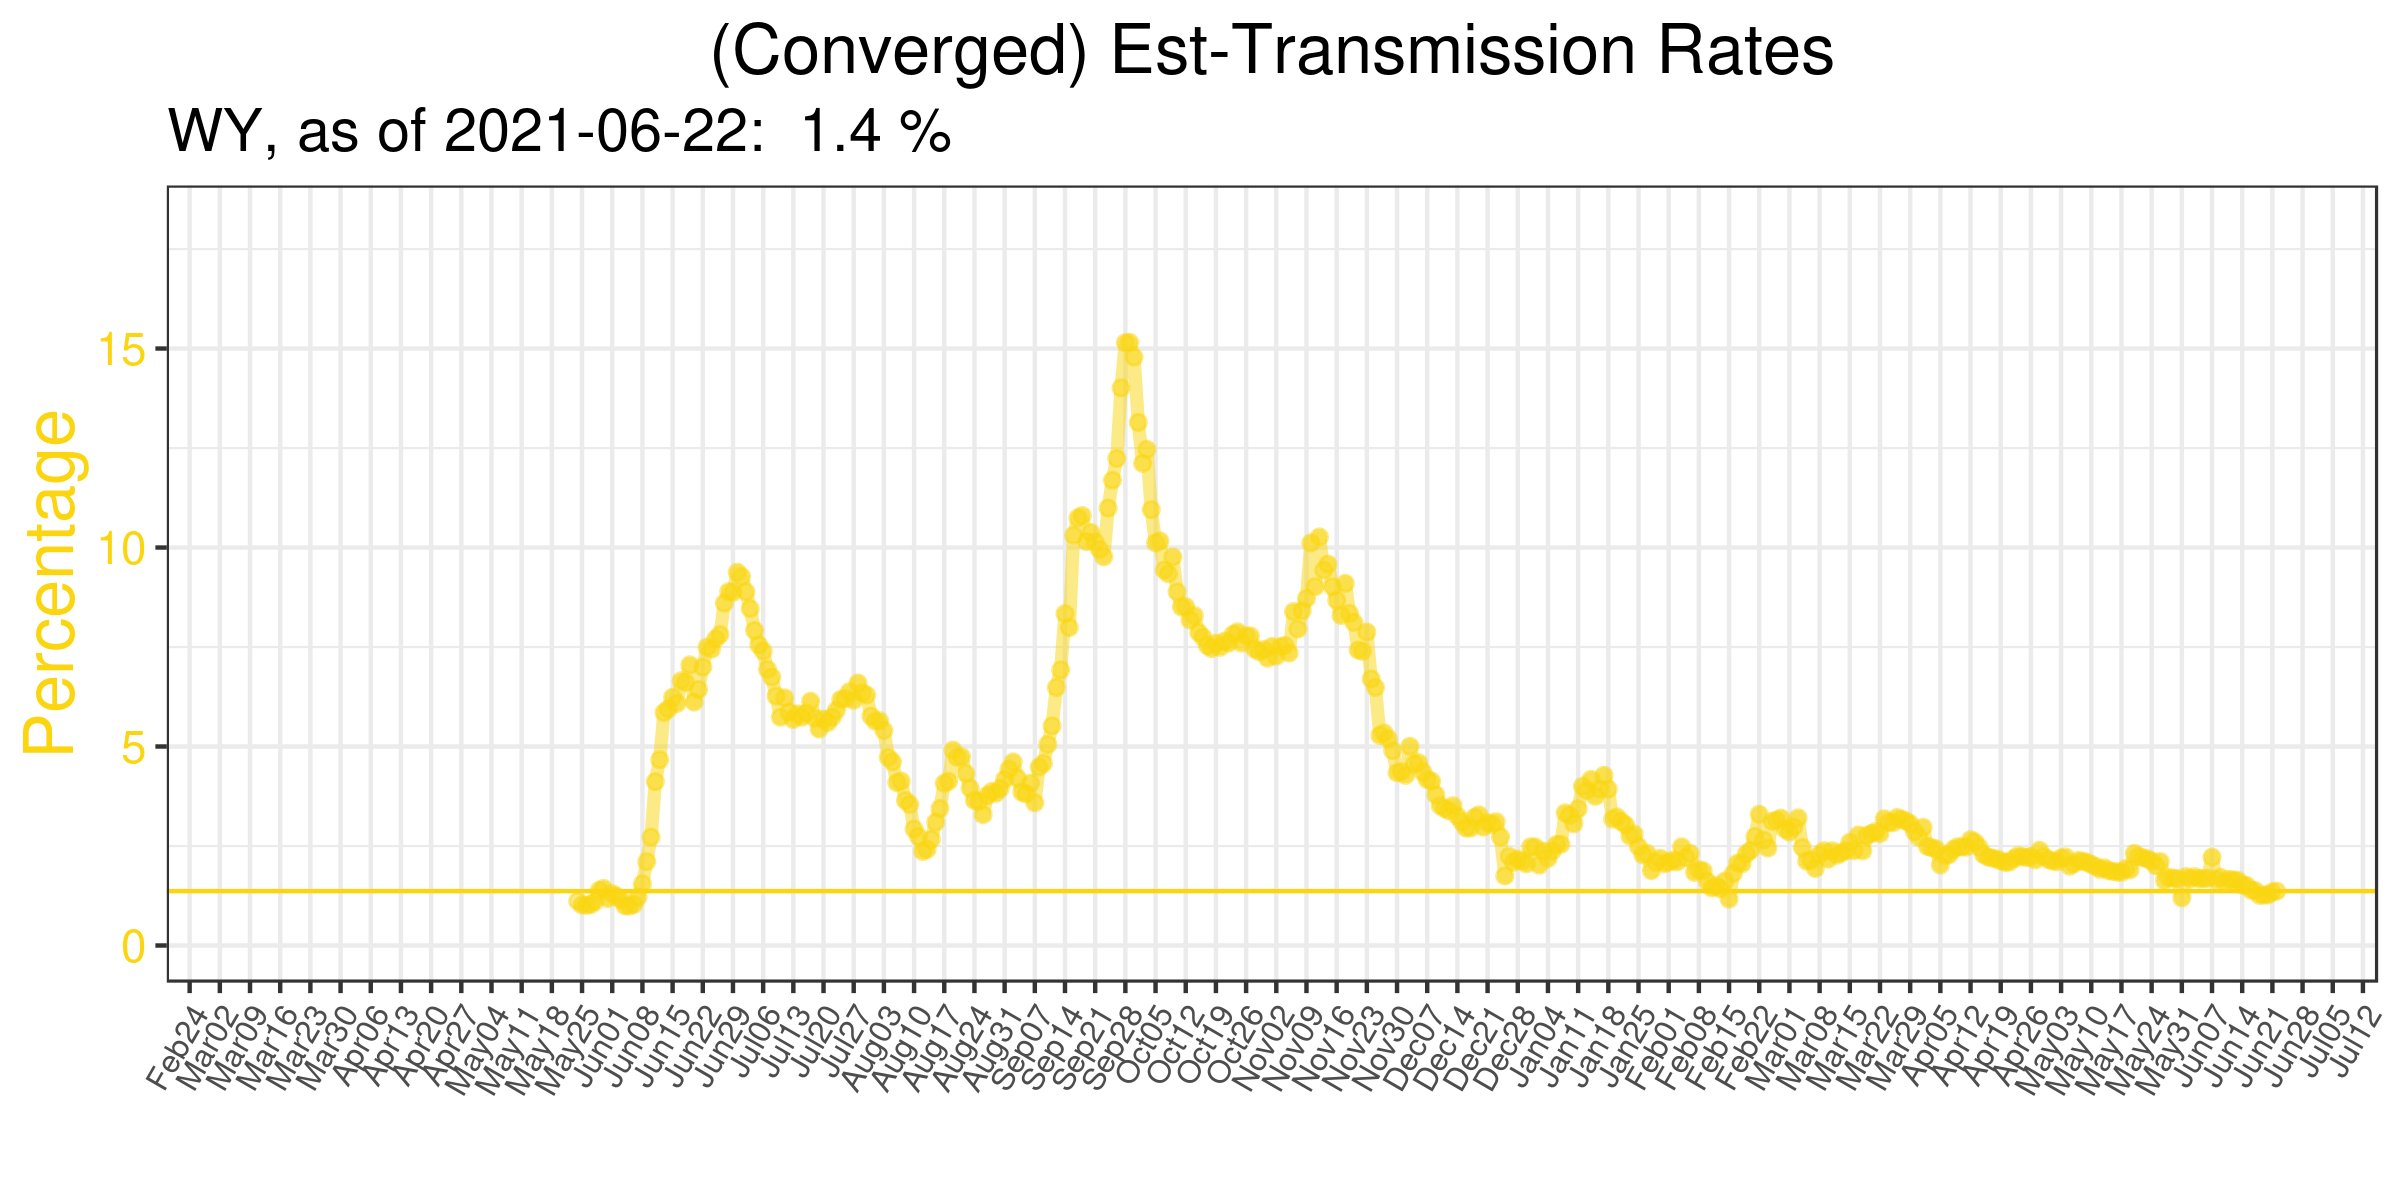 (Converged) Est-Transmission Rates
WY, as of 2021-06-22: 1.4 %
Percentage
15
10
5
0
Feb24
Mar02
Mar09
Mar16
Mar23
Mar30
Apr06
Apr13
Apr20
Apr27
May04
May11
May18
May25
Jun01
Jun08
Jun15
Jun22
Jun29
Jul06
Jul13
Jul20
Jul27
Aug03
Aug10
Aug17
Aug24
Aug31
Sep07
Sep14
Sep21
Sep28
Oct05
Oct12
Oct19
Oct26
Nov02
Nov09
Nov16
Nov23
Nov30
Dec07
Dec14
Dec21
Dec28
Jan04
Jan11
Jan18
Jan25
Feb01
Feb08
Feb15
Feb22
Mar01
Mar08
Mar15
Mar22
Mar29
Apr05
Apr12
Apr19
Apr26
May03
May10
May17
May24
May31
Jun07
Jun14
Jun21
Jun28
Jul05
Jul12